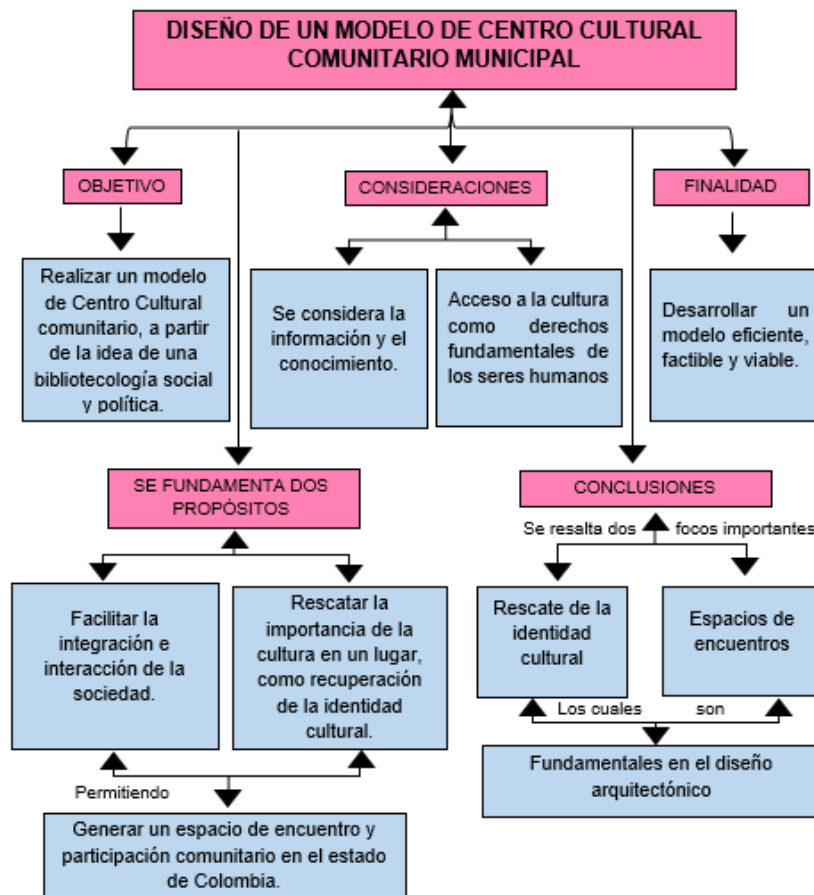 DISEÑO DE UN MODELO DE CENTRO CULTURAL
COMUNITARIO MUNICIPAL
OBJETIVO
CONSIDERACIONES
FINALIDAD
Realizar un modelo
de Centro Cultural
comunitario, a partir
de la idea de una
bibliotecología social
y política.
Se considera la
información y el
conocimiento.
Acceso a la cultura
como derechos
fundamentales de
los seres humanos
Desarrollar un
modelo eficiente,
factible y viable.
SE FUNDAMENTA DOS
PROPÓSITOS
CONCLUSIONES
Se resalta dos focos importantes
Facilitar la
integración e
interacción de la
sociedad.
Rescatar la
importancia de la
cultura en un lugar,
como recuperación
de la identidad
cultural.
Rescate de la
identidad
cultural
Espacios de
encuentros
Los cuales son
Fundamentales en el diseño
arquitectónico
Permitiendo
Generar un espacio de encuentro y
participación comunitario en el estado
de Colombia.